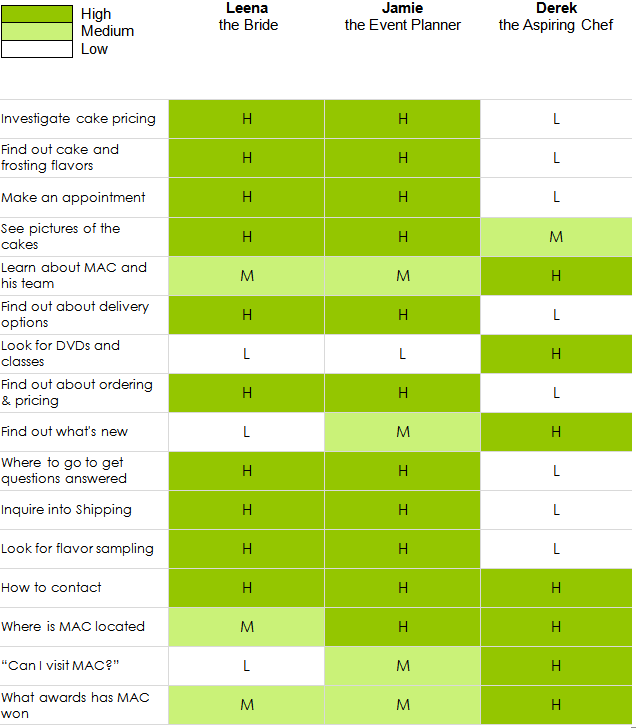 High
Medium
Low
Leena
the Bride
Jamie
the Event Planner
Derek
the Aspiring Chef
Investigate cake pricing
H
H
L
Find out cake and
frosting flavors
H
H
L
Make an appointment
H
H
L
See pictures of the
cakes
H
H
M
Learn about MAC and
his team
M
M
H
Find out about delivery
options
H
H
L
Look for DVDs and
classes
L
L
H
Find out about ordering
& pricing
H
H
L
Find out what's new
L
M
H
Where to go to get
questions answered
H
H
L
Inquire into Shipping
H
H
L
Look for flavor sampling
H
H
L
How to contact
H
H
H
Where is MAC located
M
H
H
“Can I visit MAC?”
L
M
H
What awards has MAC
won
M
M
H